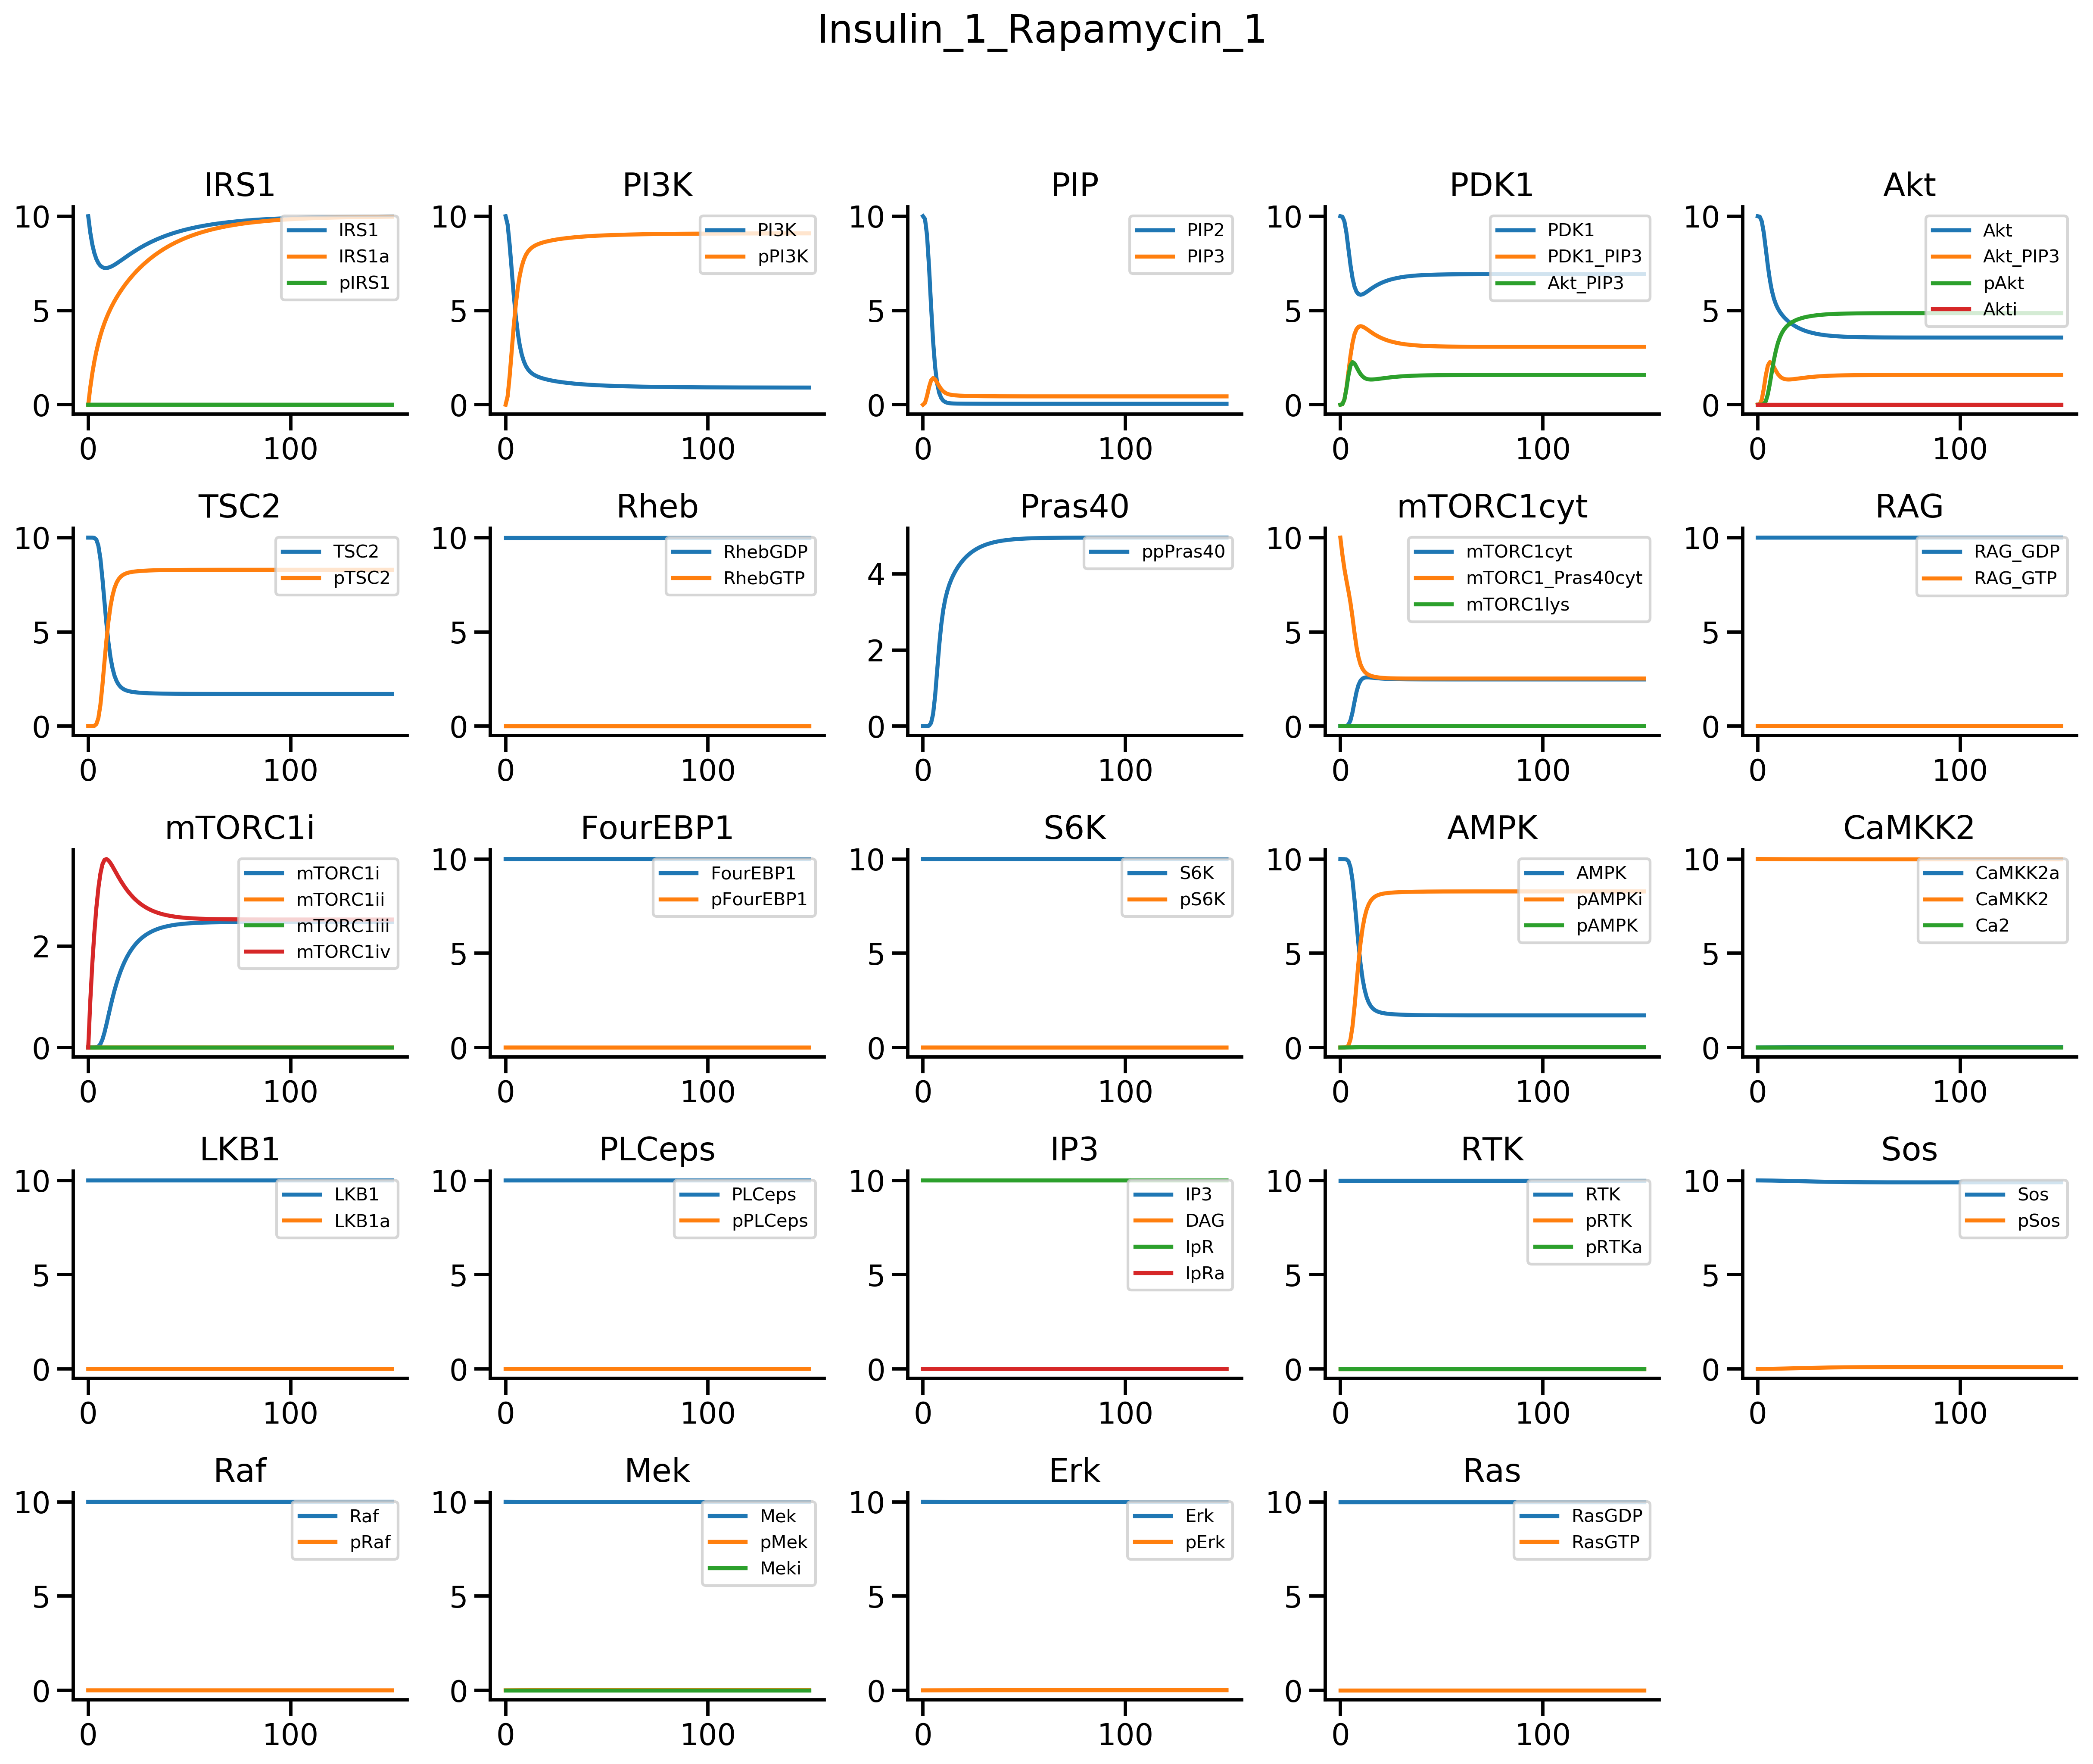 Insulin_1_Rapamycin_1
IRS1
10
5
0
0
100
IRS1
IRS1a
pIRS1
PI3K
10
5
0
0
100
PI3K
pPI3K
PIP
10
5
0
0
100
PIP2
PIP3
PDK1
10
5
0
0
100
PDK1
PDK1_PIP3
Akt_PIP3
Akt
10
5
0
0
100
Akt
Akt_PIP3
pAkt
Akti
TSC2
10
5
0
0
100
TSC2
pTSC2
Rheb
10
5
0
0
100
RhebGDP
RhebGTP
Pras40
4
2
0
0
100
ppPras40
mTORC1cyt
10
5
0
0
100
mTORC1cyt
mTORC1_Pras40cyt
mTORC1lys
RAG
10
5
0
0
100
RAG_GDP
RAG_GTP
mTORC1i
2
0
0
100
mTORC1i
mTORC1ii
mTORC1iii
mTORC1iv
FourEBP1
10
5
0
0
100
FourEBP1
pFourEBP1
S6K
10
5
0
0
100
S6K
pS6K
AMPK
10
5
0
0
100
AMPK
pAMPKi
pAMPK
CaMKK2
10
5
0
0
100
CaMKK2a
CaMKK2
Ca2
LKB1
10
5
0
0
100
LKB1
LKB1a
PLCeps
10
5
0
0
100
PLCeps
pPLCeps
IP3
10
5
0
0
100
IP3
DAG
IpR
IpRa
RTK
10
5
0
0
100
RTK
pRTK
pRTKa
Sos
10
5
0
0
100
Sos
pSos
Raf
10
5
0
0
100
Raf
pRaf
Mek
10
5
0
0
100
Mek
pMek
Meki
Erk
10
5
0
0
100
Erk
pErk
Ras
10
5
0
0
100
RasGDP
RasGTP